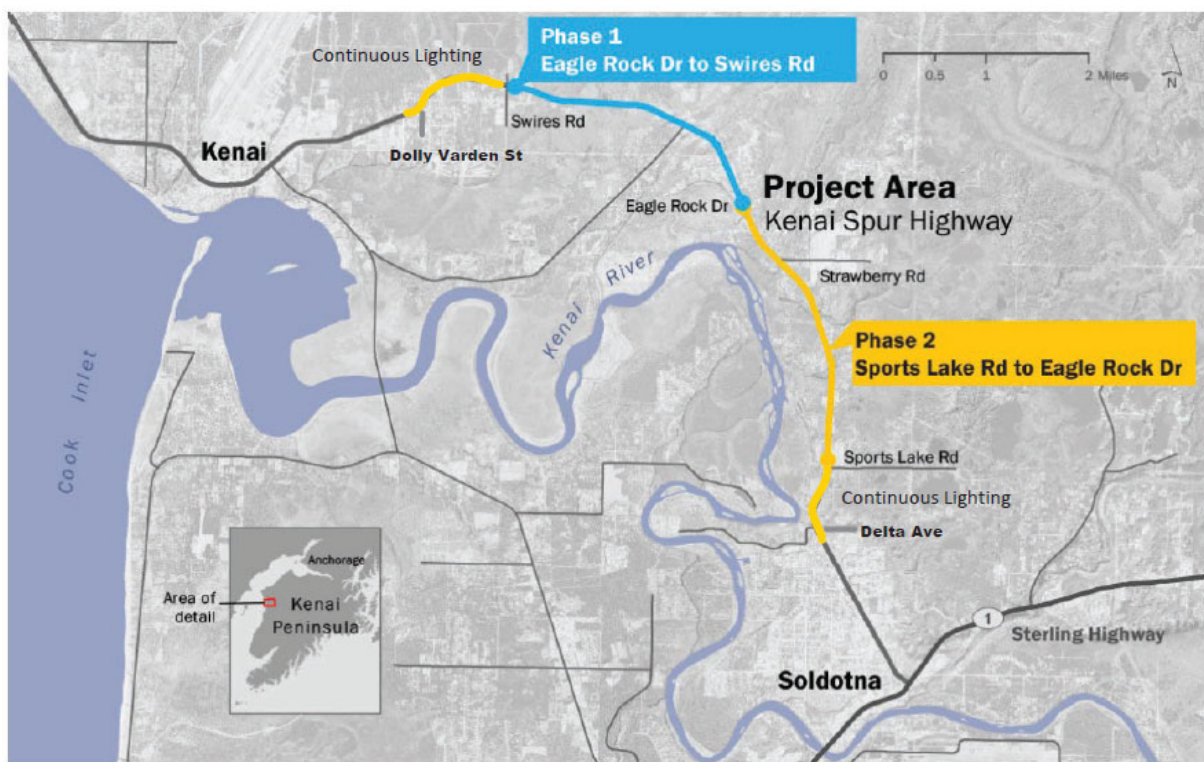 Continuous Lighting
Phase 1
Eagle Rock Dr to Swires Rd
0 0.5 1 2 Miles
N
Swires Rd
Kenai
Dolly Varden St
Project Area
Kenai Spur Highway
Eagle Rock Dr
Strawberry Rd
Kenai River
Phase 2
Sports Lake Rd to Eagle Rock Dr
Cook Inlet
Sports Lake Rd
Continuous Lighting
Delta Ave
Anchorage
Area of
detail
Kenai
Peninsula
1
Sterling Highway
Soldotna